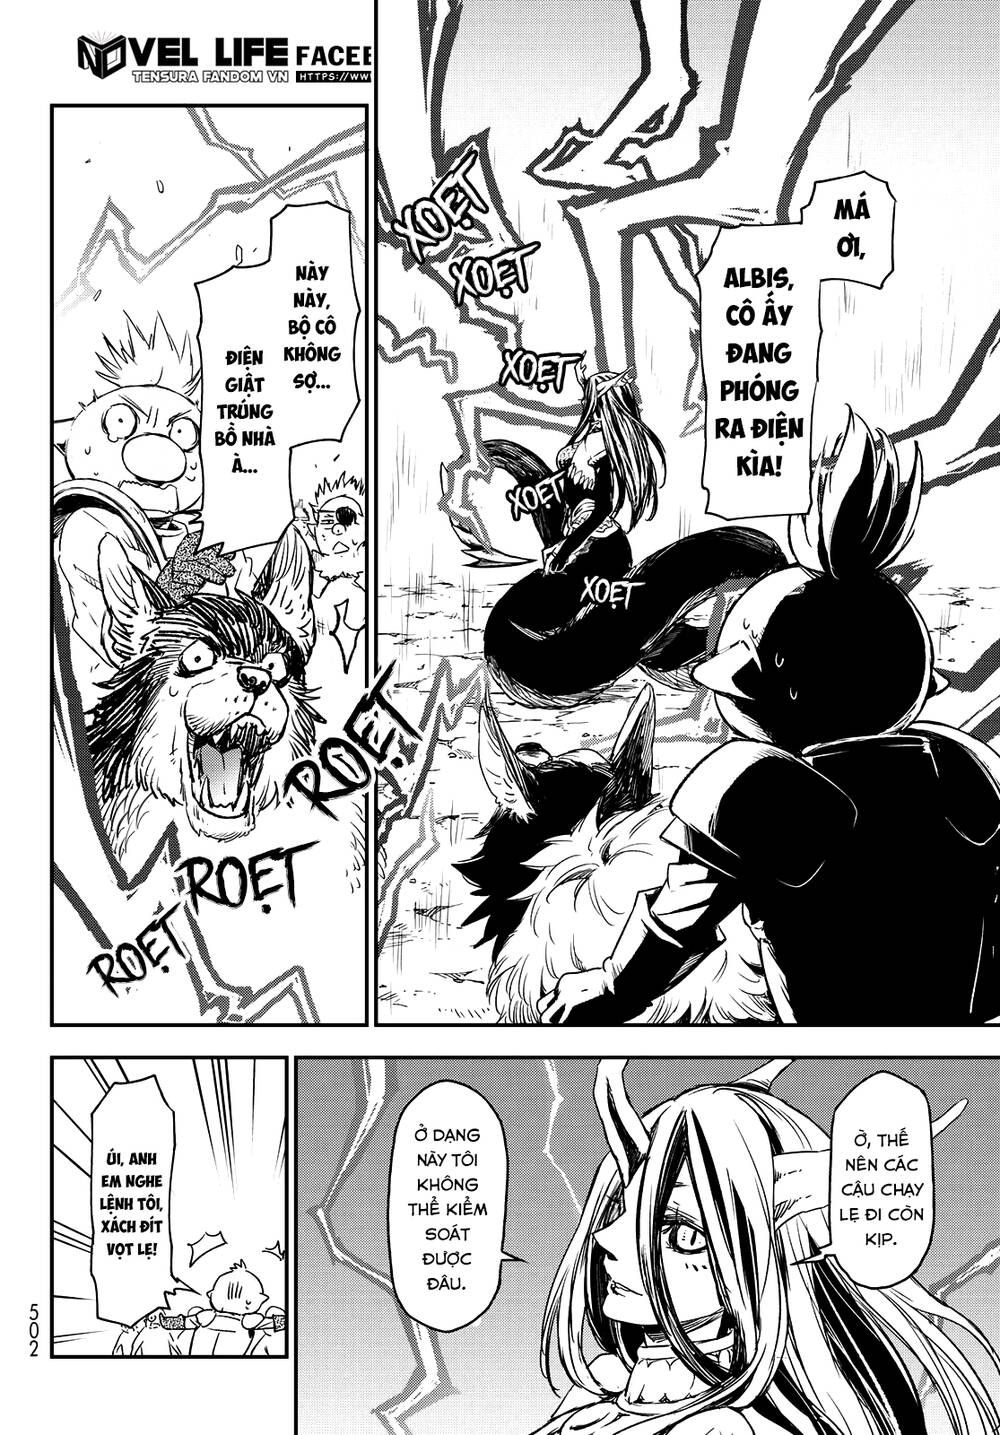 NOVEL LIFE FACEB
TENSURA FANDOM VN HTTPS://WW
MÁ
ƠI,
ALBIS,
CÔ ẤY
ĐANG
PHÓNG
RA ĐIỆN
KÌA!
XOẸT
XOẸT
XOẸT
XOẸT
XOẸT
NÀY
NÀY,
BỘ CÔ
KHÔNG
SỢ...
ĐIỆN
GIẬT
TRÚNG
BỒ NHÀ
À...
ROẸT
ROẸT
ROẸT
Ờ, THẾ
NÊN CÁC
CẬU CHẠY
LẸ ĐI CÒN
KỊP.
Ở DẠNG
NÀY TÔI
KHÔNG
THỂ KIỂM
SOÁT
ĐƯỢC
ĐÂU.
ÚI, ANH
EM NGHE
LỆNH TÔI,
XÁCH ĐÍT
VỌT LẸ!
502